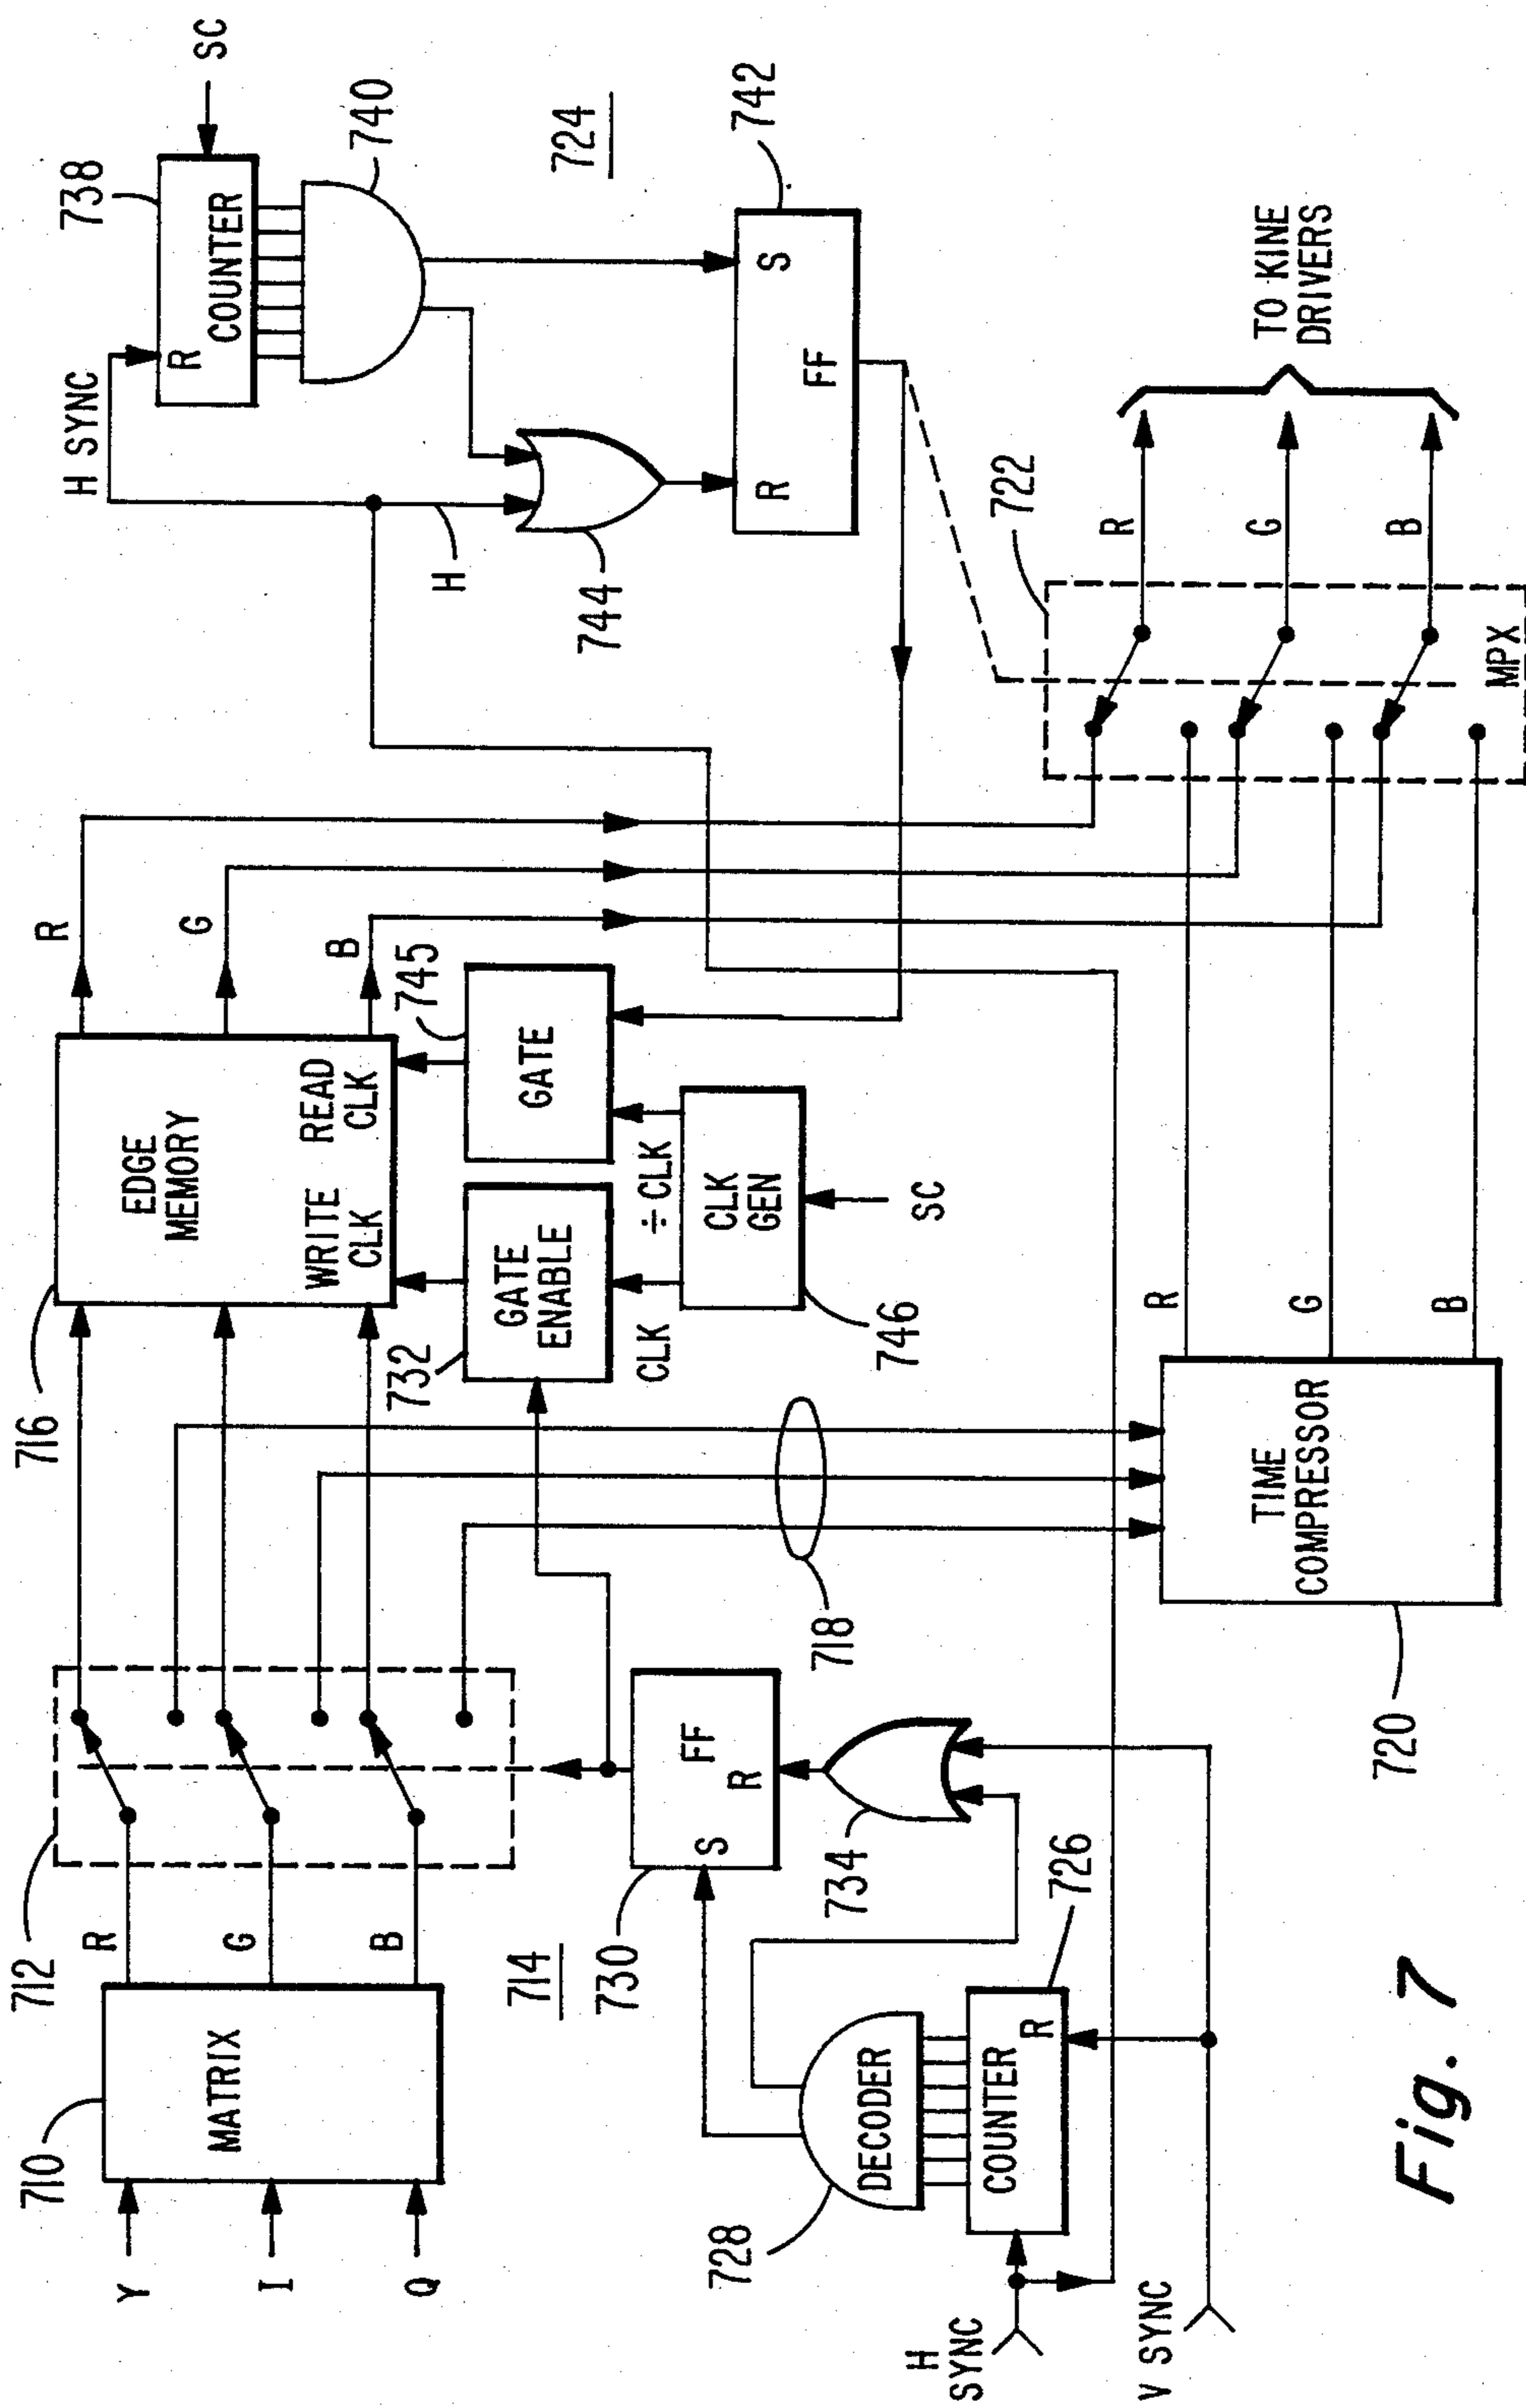 Y
I
Q
710
MATRIX
R
G
B
712
714
716
EDGE
MEMORY
WRITE
CLK
READ
CLK
R
G
B
745
GATE
732
GATE
ENABLE
CLK
÷ CLK
CLK
GEN
746
SC
718
730
S
FF
R
734
728
DECODER
COUNTER
R
726
H
SYNC
V SYNC
720
TIME
COMPRESSOR
R
G
B
H SYNC
738
R
COUNTER
SC
740
724
H
744
742
R
FF
S
722
MPX
R
G
B
TO KINE
DRIVERS
Fig. 7